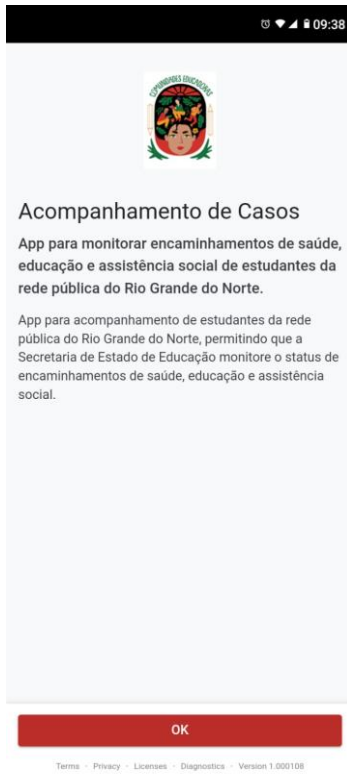 09:38
COMUNIDADES EDUCADORAS
Acompanhamento de Casos
App para monitorar encaminhamentos de saúde,
educação e assistência social de estudantes da
rede pública do Rio Grande do Norte.
App para acompanhamento de estudantes da rede
pública do Rio Grande do Norte, permitindo que a
Secretaria de Estado de Educação monitore o status de
encaminhamentos de saúde, educação e assistência
social.
OK
Terms · Privacy · Licenses · Diagnostics · Version 1.000108